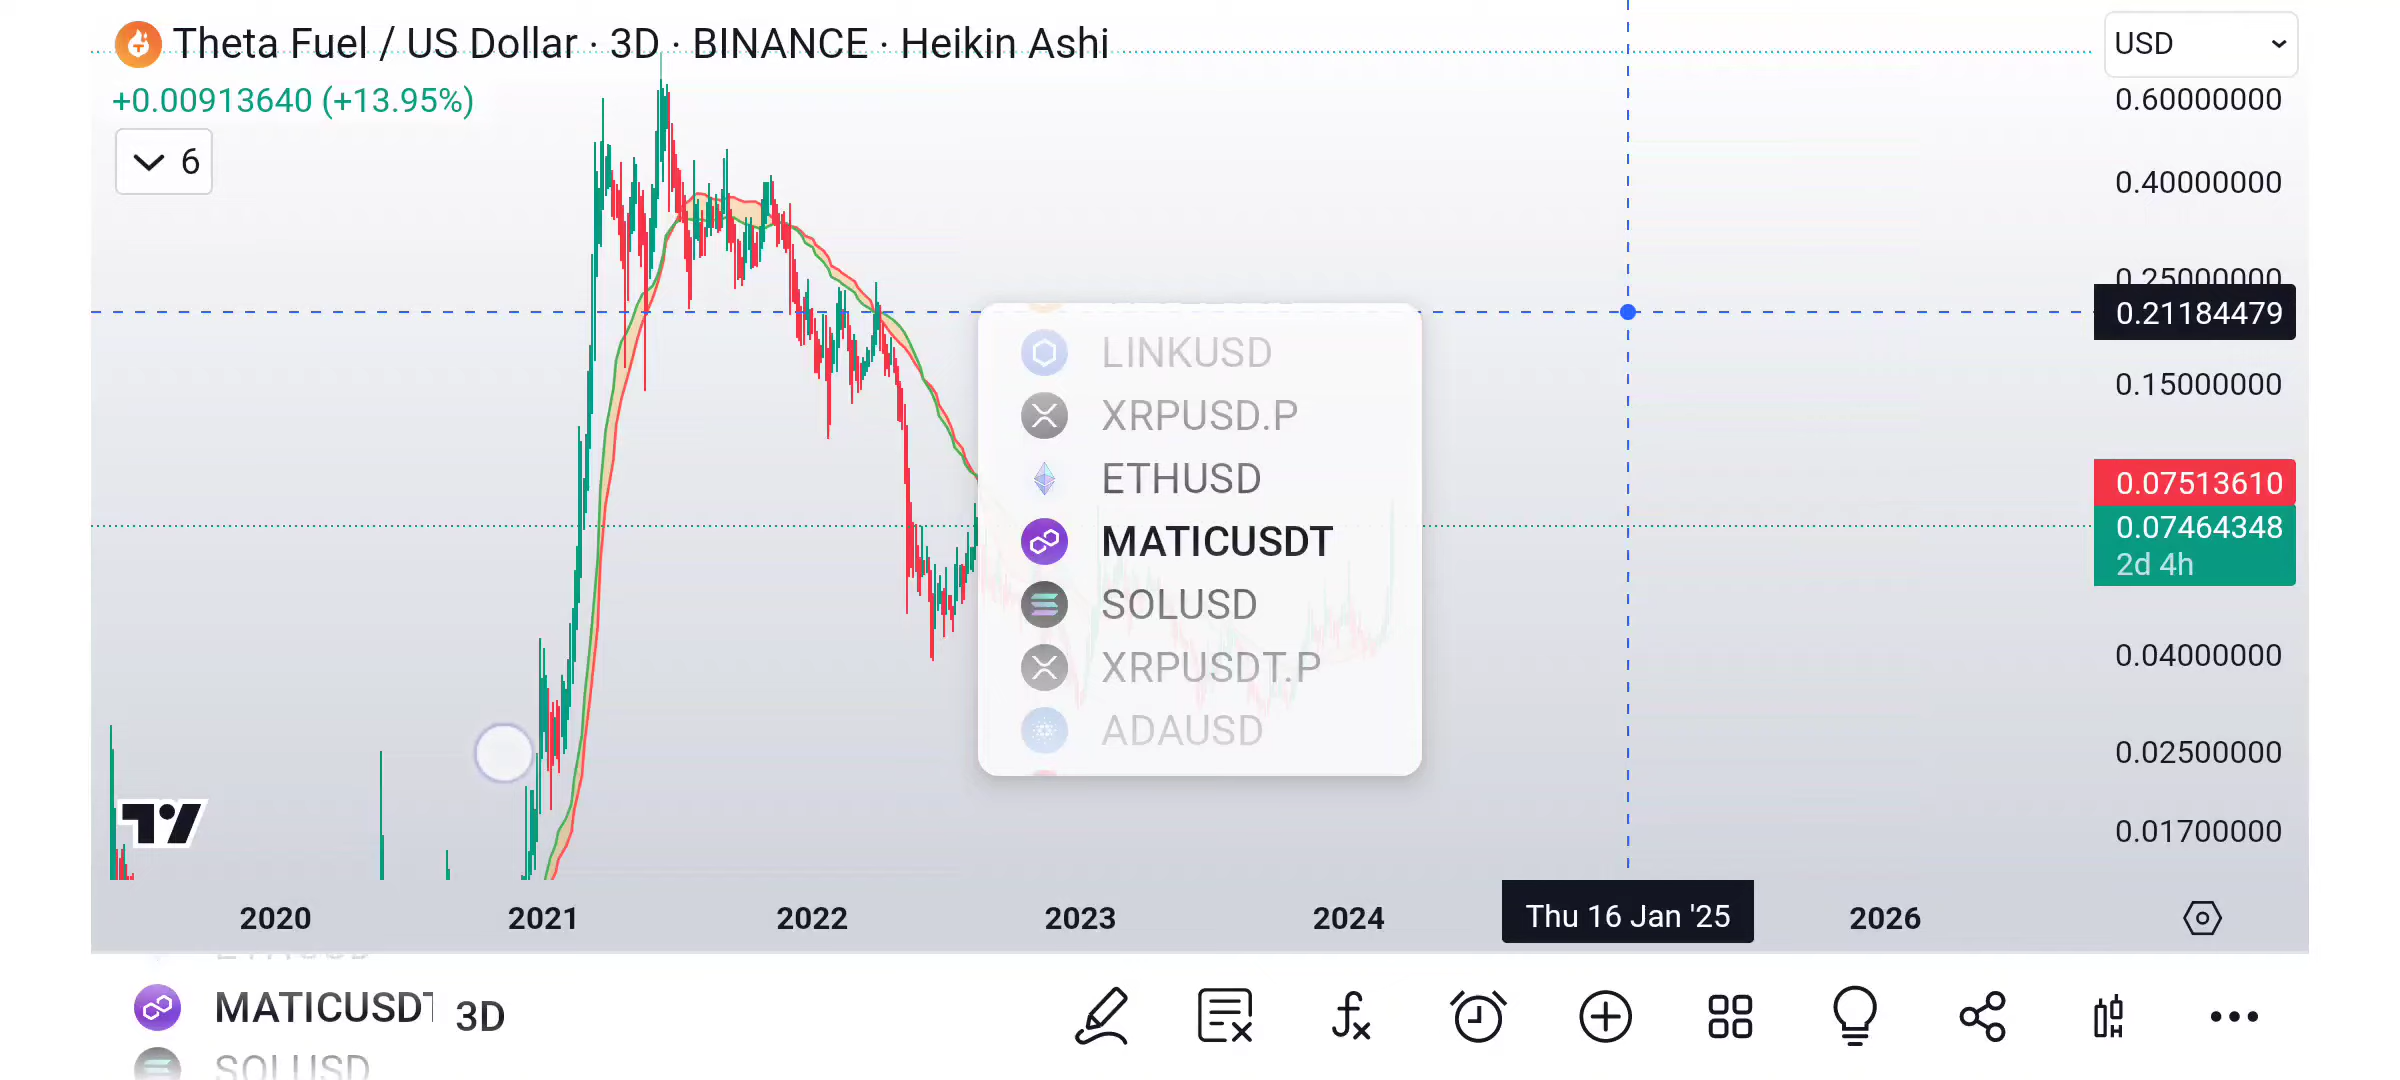 Theta Fuel / US Dollar · 3D · BINANCE · Heikin Ashi
USD
+0.00913640 (+13.95%)
6
0.60000000
0.40000000
0.25000000
0.21184479
0.15000000
0.07513610
0.07464348
2d 4h
0.04000000
0.02500000
0.01700000
LINKUSD
XRPUSD.P
ETHUSD
MATICUSDT
SOLUSD
XRPUSDT.P
ADAUSD
2020
2021
2022
2023
2024
Thu 16 Jan '25
2026
MATICUSDT
3D
SOLUSD